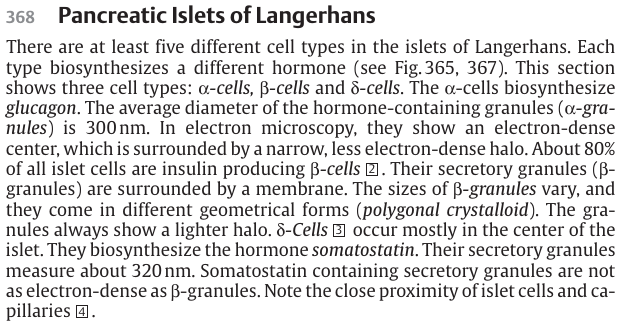 368 Pancreatic Islets of Langerhans
There are at least five different cell types in the islets of Langerhans. Each
type biosynthesizes a different hormone (see Fig. 365, 367). This section
shows three cell types: α-cells, β-cells and δ-cells. The α-cells biosynthesize
glucagon. The average diameter of the hormone-containing granules (α-gra-
nules) is 300 nm. In electron microscopy, they show an electron-dense
center, which is surrounded by a narrow, less electron-dense halo. About 80%
of all islet cells are insulin producing β-cells 2. Their secretory granules (β-
granules) are surrounded by a membrane. The sizes of β-granules vary, and
they come in different geometrical forms (polygonal crystalloid). The gra-
nules always show a lighter halo. δ-Cells 3 occur mostly in the center of the
islet. They biosynthesize the hormone somatostatin. Their secretory granules
measure about 320 nm. Somatostatin containing secretory granules are not
as electron-dense as β-granules. Note the close proximity of islet cells and ca-
pillaries 4.